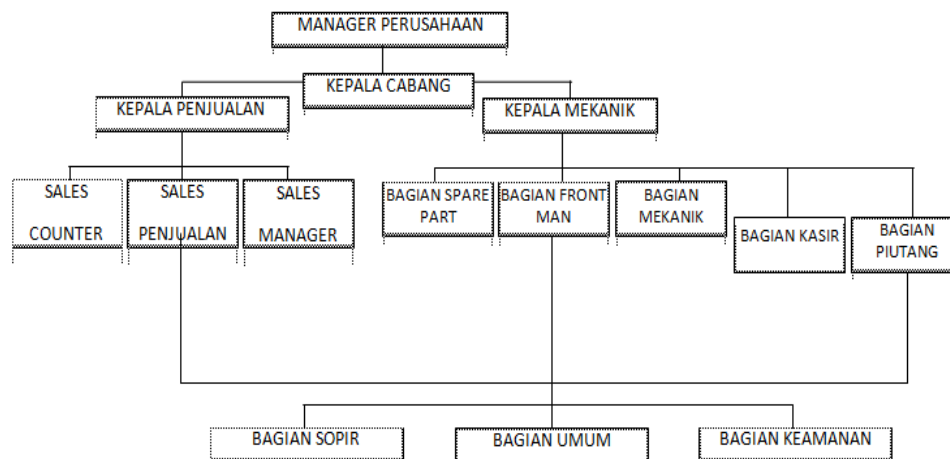 MANAGER PERUSAHAAN
KEPALA CABANG
KEPALA PENJUALAN
KEPALA MEKANIK
SALES
COUNTER
SALES
PENJUALAN
SALES
MANAGER
BAGIAN SPARE
PART
BAGIAN FRONT
MAN
BAGIAN
MEKANIK
BAGIAN KASIR
BAGIAN
PIUTANG
BAGIAN SOPIR
BAGIAN UMUM
BAGIAN KEAMANAN